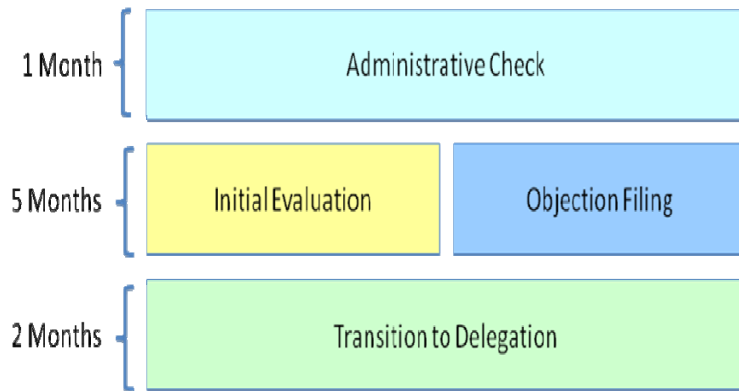 1 Month
Administrative Check
5 Months
Initial Evaluation
Objection Filing
2 Months
Transition to Delegation